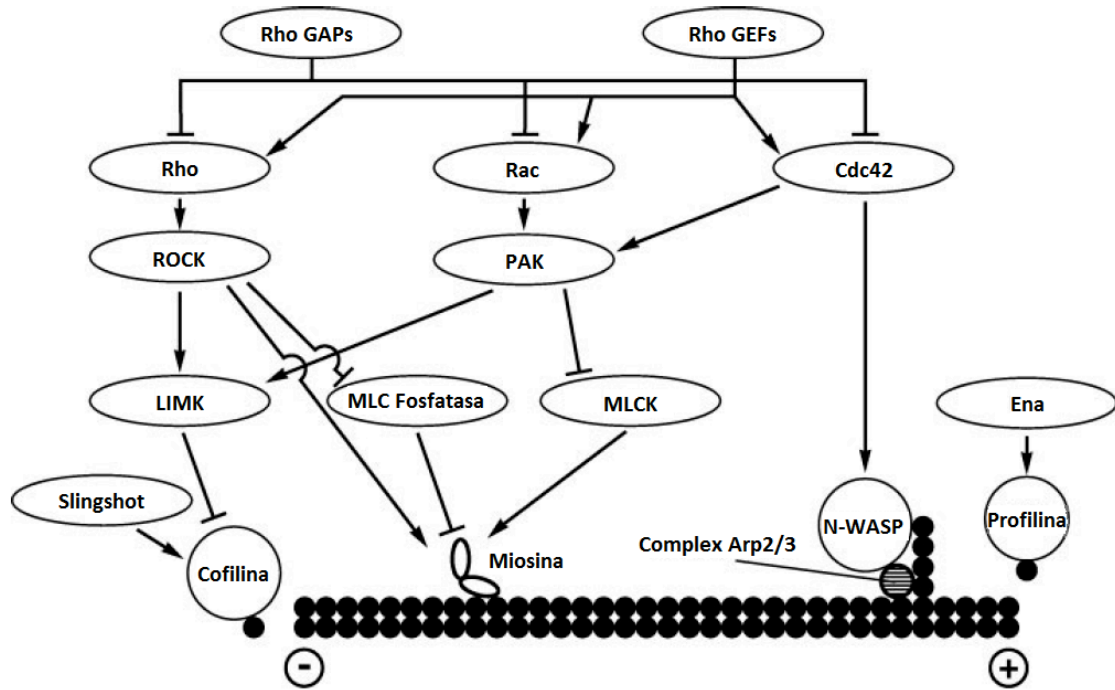 Rho GAPs
Rho GEFs
Rho
Rac
Cdc42
ROCK
PAK
LIMK
MLC Fosfatasa
MLCK
Ena
Slingshot
Cofilina
Miosina
Complex Arp2/3
N-WASP
Profilina
-
+